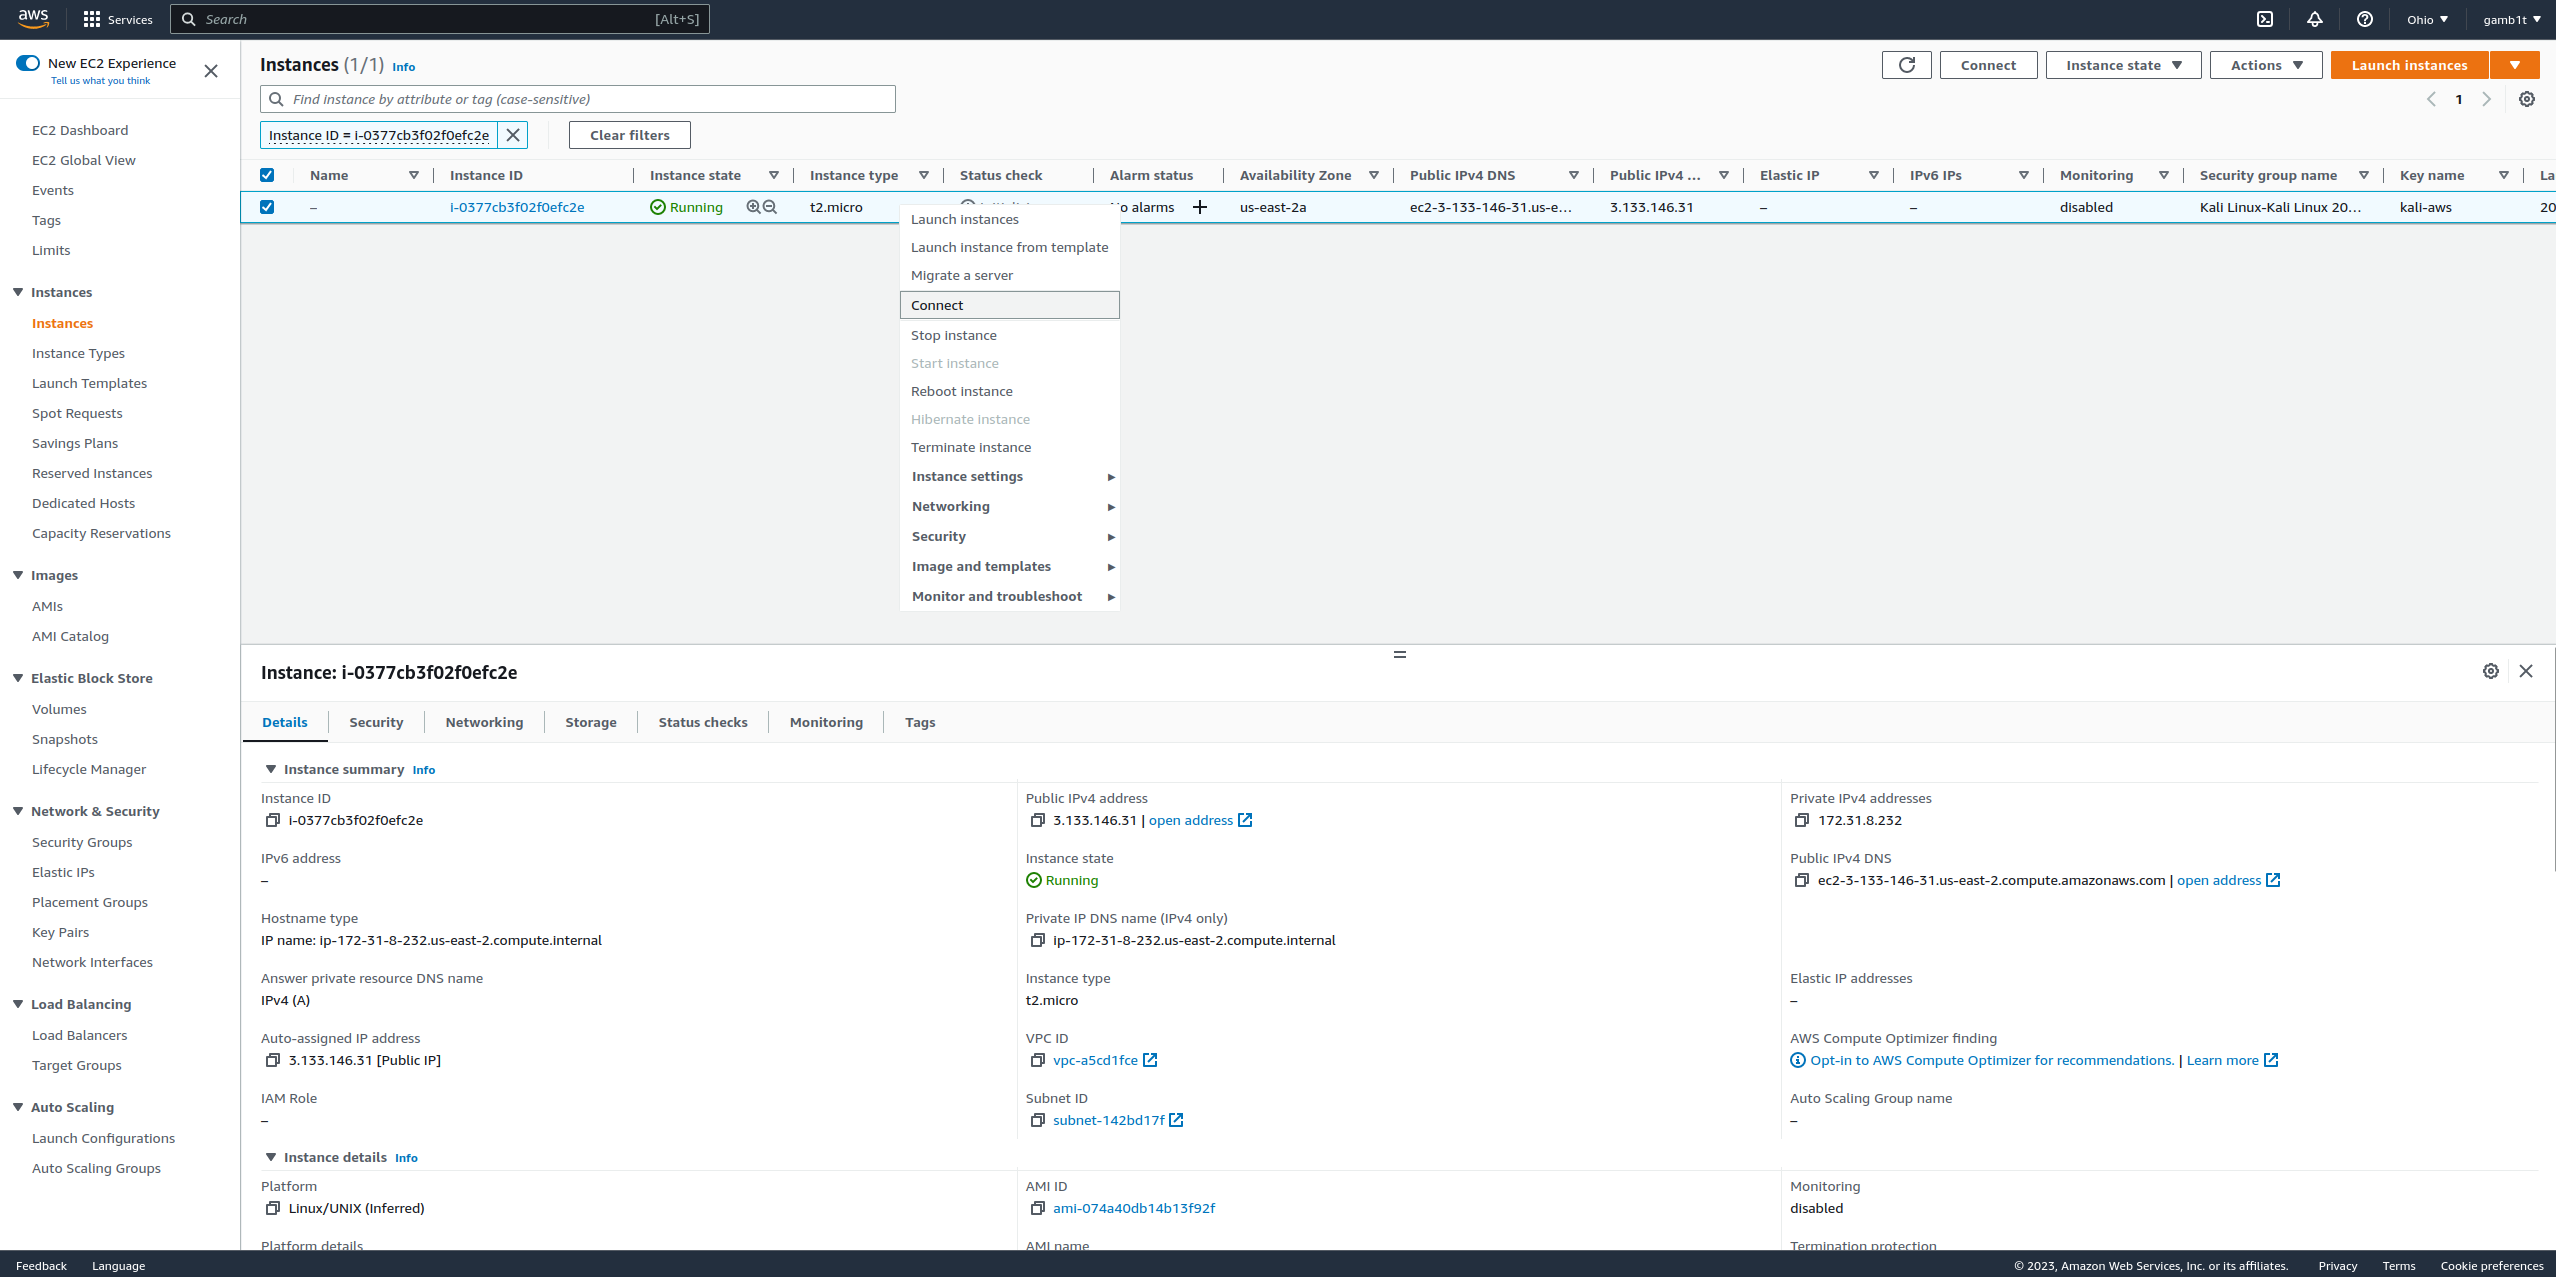 aws
Services
Search [Alt+S]
Ohio ▼
gamb1t ▼
New EC2 Experience
Tell us what you think
EC2 Dashboard
EC2 Global View
Events
Tags
Limits
Instances
Instances
Instance Types
Launch Templates
Spot Requests
Savings Plans
Reserved Instances
Dedicated Hosts
Capacity Reservations
Images
AMIs
AMI Catalog
Elastic Block Store
Volumes
Snapshots
Lifecycle Manager
Network & Security
Security Groups
Elastic IPs
Placement Groups
Key Pairs
Network Interfaces
Load Balancing
Load Balancers
Target Groups
Auto Scaling
Launch Configurations
Auto Scaling Groups
Instances (1/1) Info
Connect
Instance state
Actions
Launch instances
Find instance by attribute or tag (case-sensitive)
1
Instance ID = i-0377cb3f02f0efc2e
Clear filters
Name Instance ID Instance state Instance type Status check Alarm status Availability Zone Public IPv4 DNS Public IPv4 ... Elastic IP IPv6 IPs Monitoring Security group name Key name La
– i-0377cb3f02f0efc2e Running t2.micro o alarms + us-east-2a ec2-3-133-146-31.us-e... 3.133.146.31 – – disabled Kali Linux-Kali Linux 20... kali-aws 20
Launch instances
Launch instance from template
Migrate a server
Connect
Stop instance
Start instance
Reboot instance
Hibernate instance
Terminate instance
Instance settings
Networking
Security
Image and templates
Monitor and troubleshoot
Instance: i-0377cb3f02f0efc2e
Details Security Networking Storage Status checks Monitoring Tags
Instance summary Info
Instance ID Public IPv4 address Private IPv4 addresses
i-0377cb3f02f0efc2e 3.133.146.31 | open address 172.31.8.232
IPv6 address Instance state Public IPv4 DNS
– Running ec2-3-133-146-31.us-east-2.compute.amazonaws.com | open address
Hostname type Private IP DNS name (IPv4 only)
IP name: ip-172-31-8-232.us-east-2.compute.internal ip-172-31-8-232.us-east-2.compute.internal
Answer private resource DNS name Instance type Elastic IP addresses
IPv4 (A) t2.micro –
Auto-assigned IP address VPC ID AWS Compute Optimizer finding
3.133.146.31 [Public IP] vpc-a5cd1fce Opt-in to AWS Compute Optimizer for recommendations. | Learn more
IAM Role Subnet ID Auto Scaling Group name
– subnet-142bd17f –
Instance details Info
Platform AMI ID Monitoring
Linux/UNIX (Inferred) ami-074a40db14b13f92f disabled
Platform details AMI name Termination protection
Feedback Language © 2023, Amazon Web Services, Inc. or its affiliates. Privacy Terms Cookie preferences